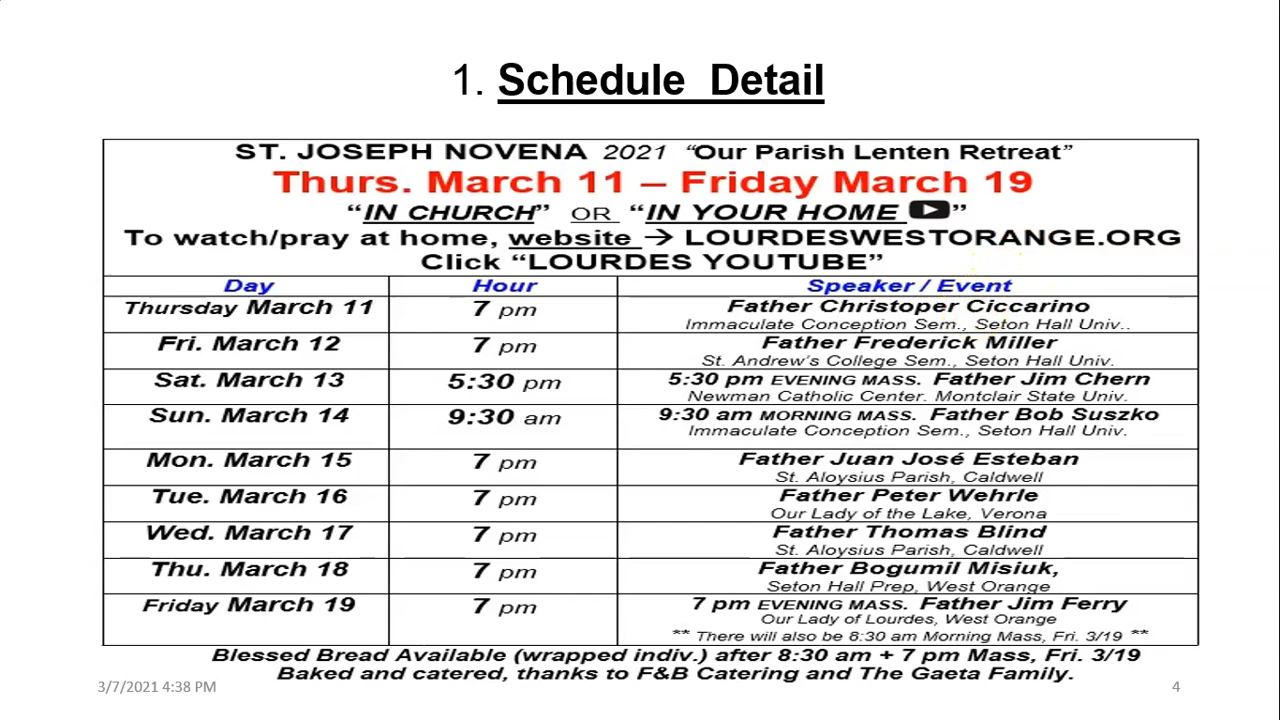 1. Schedule Detail
ST. JOSEPH NOVENA 2021 “Our Parish Lenten Retreat”
Thurs. March 11 – Friday March 19
“IN CHURCH” OR “IN YOUR HOME ”
To watch/pray at home, website → LOURDESWESTORANGE.ORG
Click “LOURDES YOUTUBE”
Day Hour Speaker / Event
Thursday March 11 7 pm Father Christoper Ciccarino
Immaculate Conception Sem., Seton Hall Univ..
Fri. March 12 7 pm Father Frederick Miller
St. Andrew’s College Sem., Seton Hall Univ.
Sat. March 13 5:30 pm 5:30 pm EVENING MASS. Father Jim Chern
Newman Catholic Center. Montclair State Univ.
Sun. March 14 9:30 am 9:30 am MORNING MASS. Father Bob Suszko
Immaculate Conception Sem., Seton Hall Univ.
Mon. March 15 7 pm Father Juan José Esteban
St. Aloysius Parish, Caldwell
Tue. March 16 7 pm Father Peter Wehrle
Our Lady of the Lake, Verona
Wed. March 17 7 pm Father Thomas Blind
St. Aloysius Parish, Caldwell
Thu. March 18 7 pm Father Bogumil Misiuk,
Seton Hall Prep, West Orange
Friday March 19 7 pm 7 pm EVENING MASS. Father Jim Ferry
Our Lady of Lourdes, West Orange
** There will also be 8:30 am Morning Mass, Fri. 3/19 **
Blessed Bread Available (wrapped indiv.) after 8:30 am + 7 pm Mass, Fri. 3/19
Baked and catered, thanks to F&B Catering and The Gaeta Family.
3/7/2021 4:38 PM 4